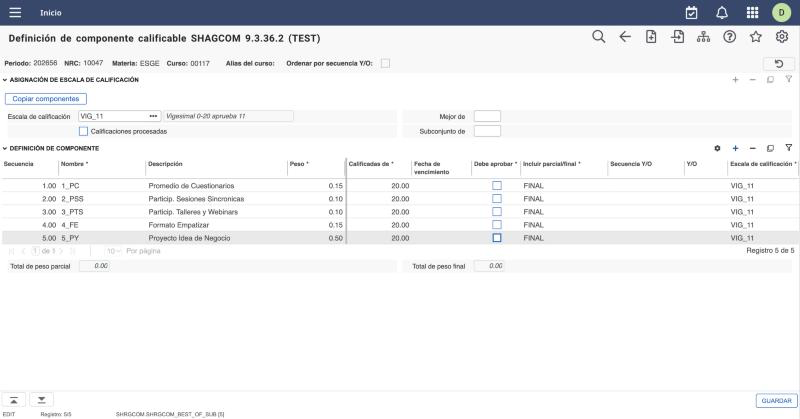 Inicio
D
Definición de componente calificable SHAGCOM 9.3.36.2 (TEST)
Periodo: 202656 NRC: 10047 Materia: ESGE Curso: 00117 Alias del curso: Ordenar por secuencia Y/O:
ASIGNACIÓN DE ESCALA DE CALIFICACIÓN
Copiar componentes
Escala de calificación VIG_11 ••• Vigesimal 0-20 aprueba 11 Mejor de
Calificaciones procesadas Subconjunto de
DEFINICIÓN DE COMPONENTE
Secuencia Nombre * Descripción Peso * Calificadas de * Fecha de vencimiento Debe aprobar * Incluir parcial/final * Secuencia Y/O Y/O Escala de calificación *
1.00 1_PC Promedio de Cuestionarios 0.15 20.00 FINAL VIG_11
2.00 2_PSS Particip. Sesiones Sincronicas 0.10 20.00 FINAL VIG_11
3.00 3_PTS Particip. Talleres y Webinars 0.10 20.00 FINAL VIG_11
4.00 4_FE Formato Empatizar 0.15 20.00 FINAL VIG_11
5.00 5_PY Proyecto Idea de Negocio 0.50 20.00 FINAL VIG_11
1 de 1 10 Por página Registro 5 de 5
Total de peso parcial 0.00 Total de peso final 0.00
GUARDAR
EDIT Registro: 5/5 SHRGCOM.SHRGCOM_BEST_OF_SUB [5]